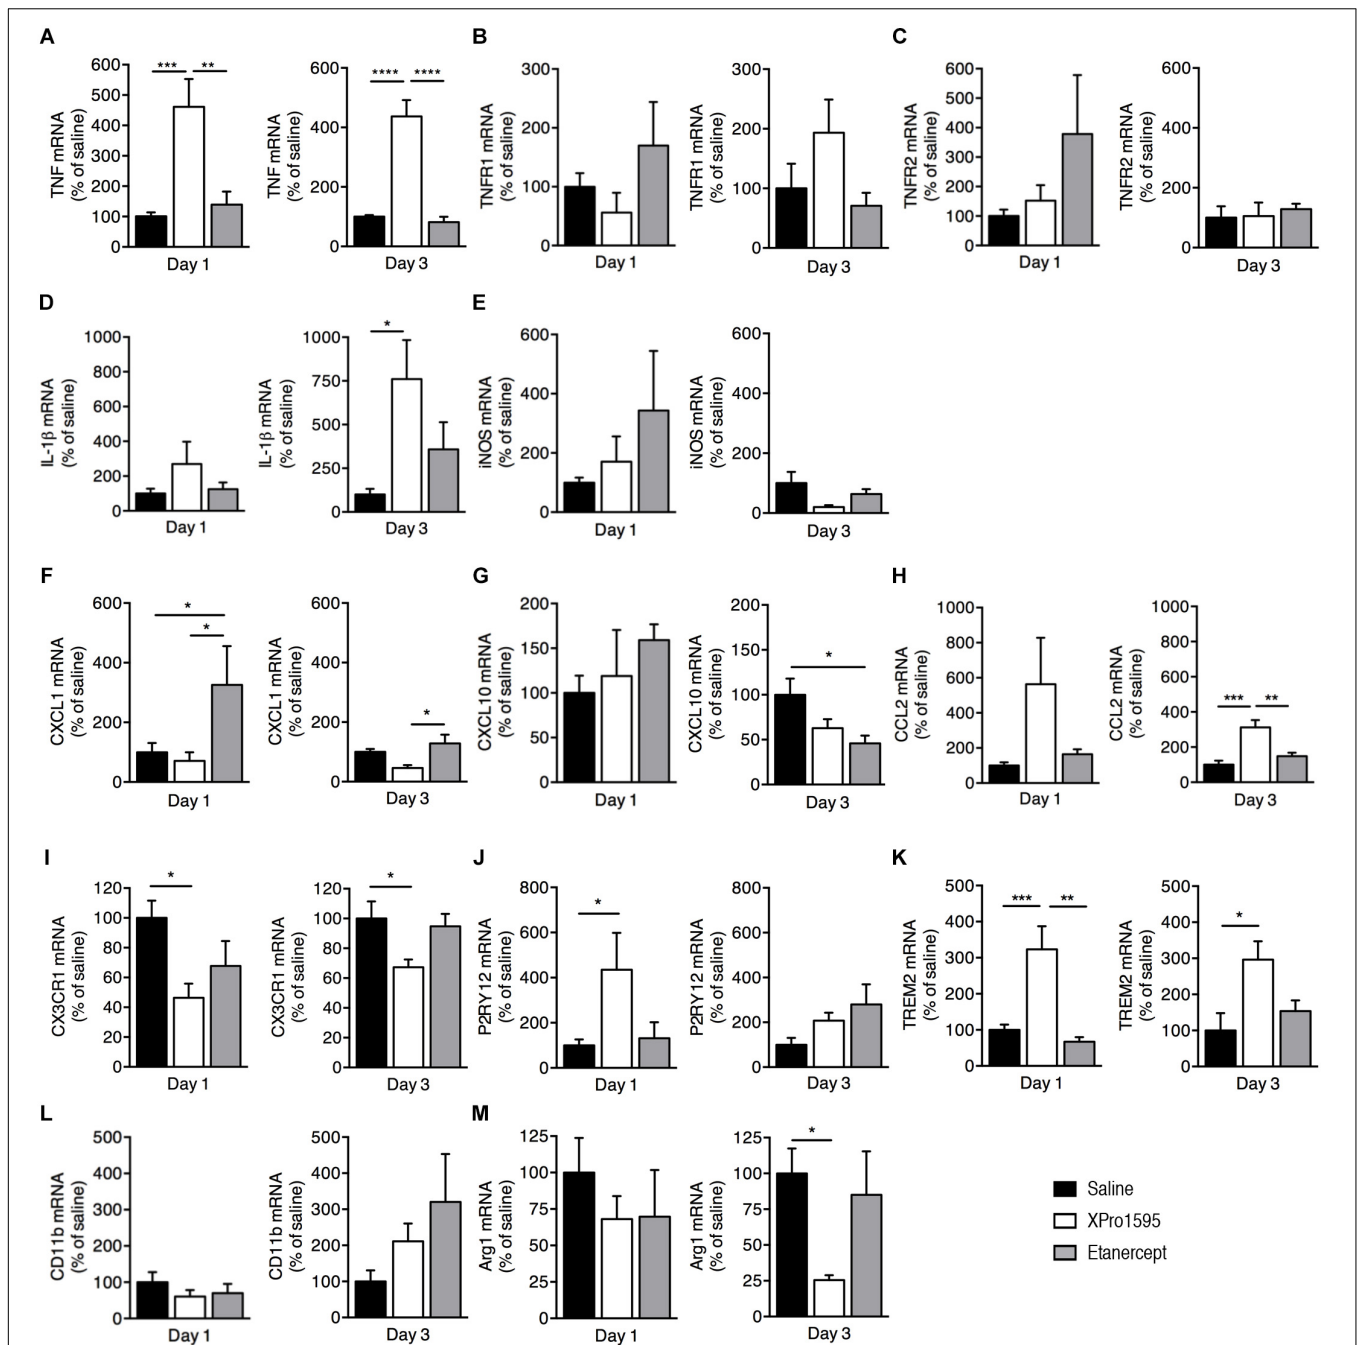 A
TNF mRNA
(% of saline)
600
500
400
300
200
100
0
*** **
Day 1
TNF mRNA
(% of saline)
600
400
200
0
**** ****
Day 3
B
TNFR1 mRNA
(% of saline)
300
200
100
0
Day 1
TNFR1 mRNA
(% of saline)
300
200
100
0
Day 3
C
TNFR2 mRNA
(% of saline)
600
500
400
300
200
100
0
Day 1
TNFR2 mRNA
(% of saline)
600
400
200
0
Day 3
D
IL-1β mRNA
(% of saline)
1000
800
600
400
200
0
Day 1
IL-1β mRNA
(% of saline)
1000
750
500
250
0
*
Day 3
E
iNOS mRNA
(% of saline)
600
400
200
0
Day 1
iNOS mRNA
(% of saline)
600
400
200
0
Day 3
F
CXCL1 mRNA
(% of saline)
600
400
200
0
*
*
Day 1
CXCL1 mRNA
(% of saline)
600
400
200
0
*
Day 3
G
CXCL10 mRNA
(% of saline)
200
150
100
50
0
Day 1
CXCL10 mRNA
(% of saline)
200
150
100
50
0
*
Day 3
H
CCL2 mRNA
(% of saline)
1000
800
600
400
200
0
Day 1
CCL2 mRNA
(% of saline)
1000
800
600
400
200
0
*** **
Day 3
I
CX3CR1 mRNA
(% of saline)
120
100
80
60
40
20
0
*
Day 1
CX3CR1 mRNA
(% of saline)
120
100
80
60
40
20
0
*
Day 3
J
P2RY12 mRNA
(% of saline)
800
600
400
200
0
*
Day 1
P2RY12 mRNA
(% of saline)
800
600
400
200
0
Day 3
K
TREM2 mRNA
(% of saline)
500
400
300
200
100
0
*** **
Day 1
TREM2 mRNA
(% of saline)
500
400
300
200
100
0
*
Day 3
L
CD11b mRNA
(% of saline)
500
400
300
200
100
0
Day 1
CD11b mRNA
(% of saline)
500
400
300
200
100
0
Day 3
M
Arg1 mRNA
(% of saline)
125
100
75
50
25
0
Day 1
Arg1 mRNA
(% of saline)
125
100
75
50
25
0
*
Day 3
Saline
XPro1595
Etanercept